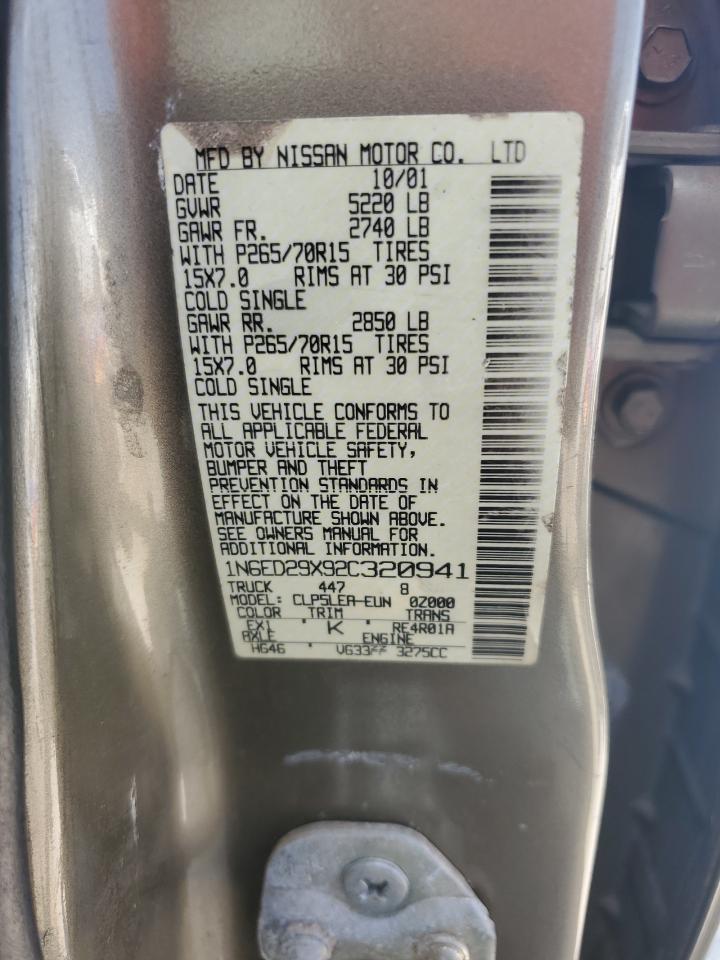 MFD BY NISSAN MOTOR CO. LTD
DATE 10/01
GVWR 5220 LB
GAWR FR. 2740 LB
WITH P265/70R15 TIRES
15X7.0 RIMS AT 30 PSI
COLD SINGLE
GAWR RR. 2850 LB
WITH P265/70R15 TIRES
15X7.0 RIMS AT 30 PSI
COLD SINGLE
THIS VEHICLE CONFORMS TO
ALL APPLICABLE FEDERAL
MOTOR VEHICLE SAFETY,
BUMPER AND THEFT
PREVENTION STANDARDS IN
EFFECT ON THE DATE OF
MANUFACTURE SHOWN ABOVE.
SEE OWNERS MANUAL FOR
ADDITIONAL INFORMATION.
1N6ED29X92C320941
TRUCK 447 8
MODEL: CLPSLEA-EUN 0Z000
COLOR TRIM TRANS
EX1 K RE4R01A
AXLE ENGINE
HG46 VG33 3275CC